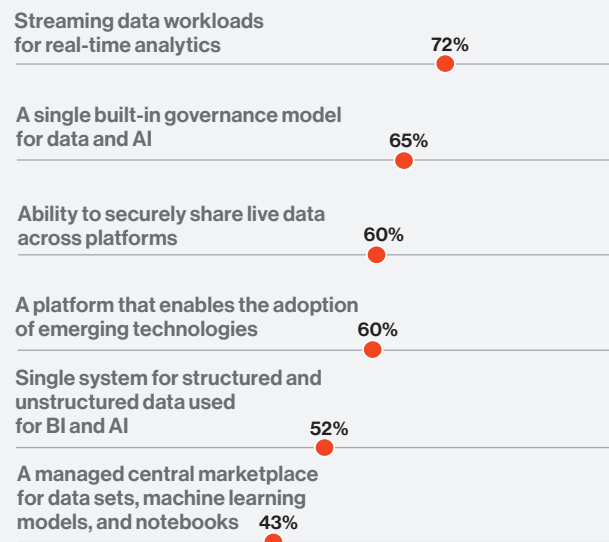 Streaming data workloads
for real-time analytics
72%
A single built-in governance model
for data and AI
65%
Ability to securely share live data
across platforms
60%
A platform that enables the adoption
of emerging technologies
60%
Single system for structured and
unstructured data used
for BI and AI
52%
A managed central marketplace
for data sets, machine learning
models, and notebooks
43%